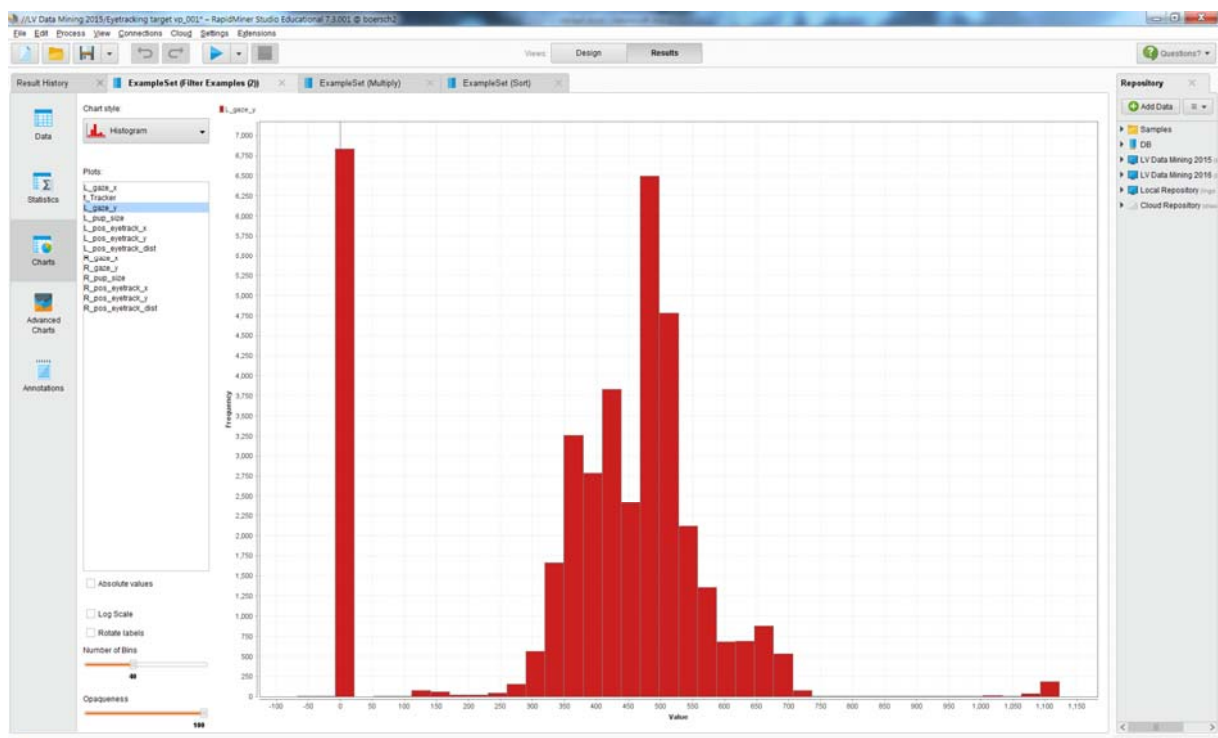 //LV Data Mining 2015/Eyetracking target vp_001* – RapidMiner Studio Educational 7.3.001 @ boersch2
File Edit Process View Connections Cloud Settings Extensions
Views: Design Results
Questions?
Result History
ExampleSet (Filter Examples (2))
ExampleSet (Multiply)
ExampleSet (Sort)
Repository
Data
Statistics
Charts
Advanced
Charts
Annotations
Chart style:
Histogram
Plots:
L_gaze_x
t_Tracker
L_gaze_y
L_pup_size
L_pos_eyetrack_x
L_pos_eyetrack_y
L_pos_eyetrack_dist
R_gaze_x
R_gaze_y
R_pup_size
R_pos_eyetrack_x
R_pos_eyetrack_y
R_pos_eyetrack_dist
Absolute values
Log Scale
Rotate labels
Number of Bins
40
Opaqueness
100
L_gaze_y
7,000
6,750
6,500
6,250
6,000
5,750
5,500
5,250
5,000
4,750
4,500
4,250
4,000
3,750
3,500
3,250
3,000
2,750
2,500
2,250
2,000
1,750
1,500
1,250
1,000
750
500
250
0
Frequency
-100 -50 0 50 100 150 200 250 300 350 400 450 500 550 600 650 700 750 800 850 900 950 1,000 1,050 1,100 1,150
Value
Add Data
Samples
DB
LV Data Mining 2015
LV Data Mining 2016
Local Repository
Cloud Repository